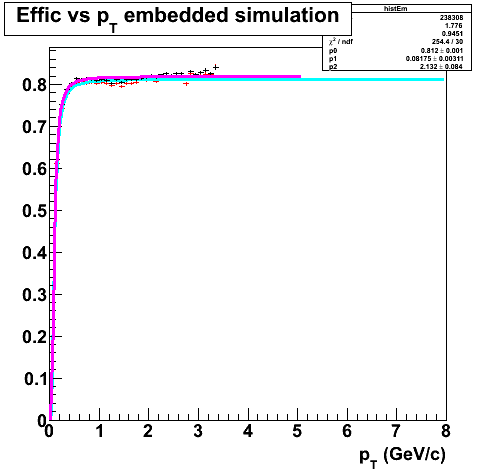 Effic vs pT embedded simulation
histEm
238308
1.776
0.9451
χ² / ndf 254.4 / 30
p0 0.812 ± 0.001
p1 0.08175 ± 0.00311
p2 2.132 ± 0.084
0.8
0.7
0.6
0.5
0.4
0.3
0.2
0.1
0
0 1 2 3 4 5 6 7 8
pT (GeV/c)